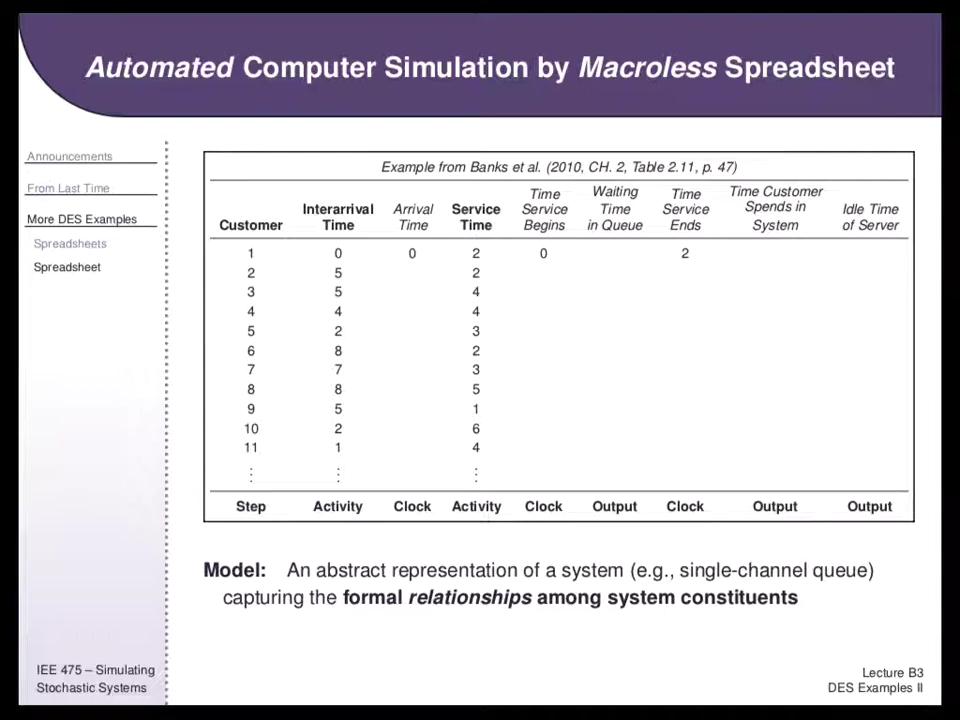 Automated Computer Simulation by Macroless Spreadsheet
Announcements
From Last Time
More DES Examples
Spreadsheets
Spreadsheet
Example from Banks et al. (2010, CH. 2, Table 2.11, p. 47)
Customer Interarrival Time Arrival Time Service Time Time Service Begins Waiting Time in Queue Time Service Ends Time Customer Spends in System Idle Time of Server
1 0 0 2 0 2
2 5 2
3 5 4
4 4 4
5 2 3
6 8 2
7 7 3
8 8 5
9 5 1
10 2 6
11 1 4
⋮ ⋮ ⋮
Step Activity Clock Activity Clock Output Clock Output Output
Model: An abstract representation of a system (e.g., single-channel queue)
capturing the formal relationships among system constituents
IEE 475 – Simulating
Stochastic Systems
Lecture B3
DES Examples II